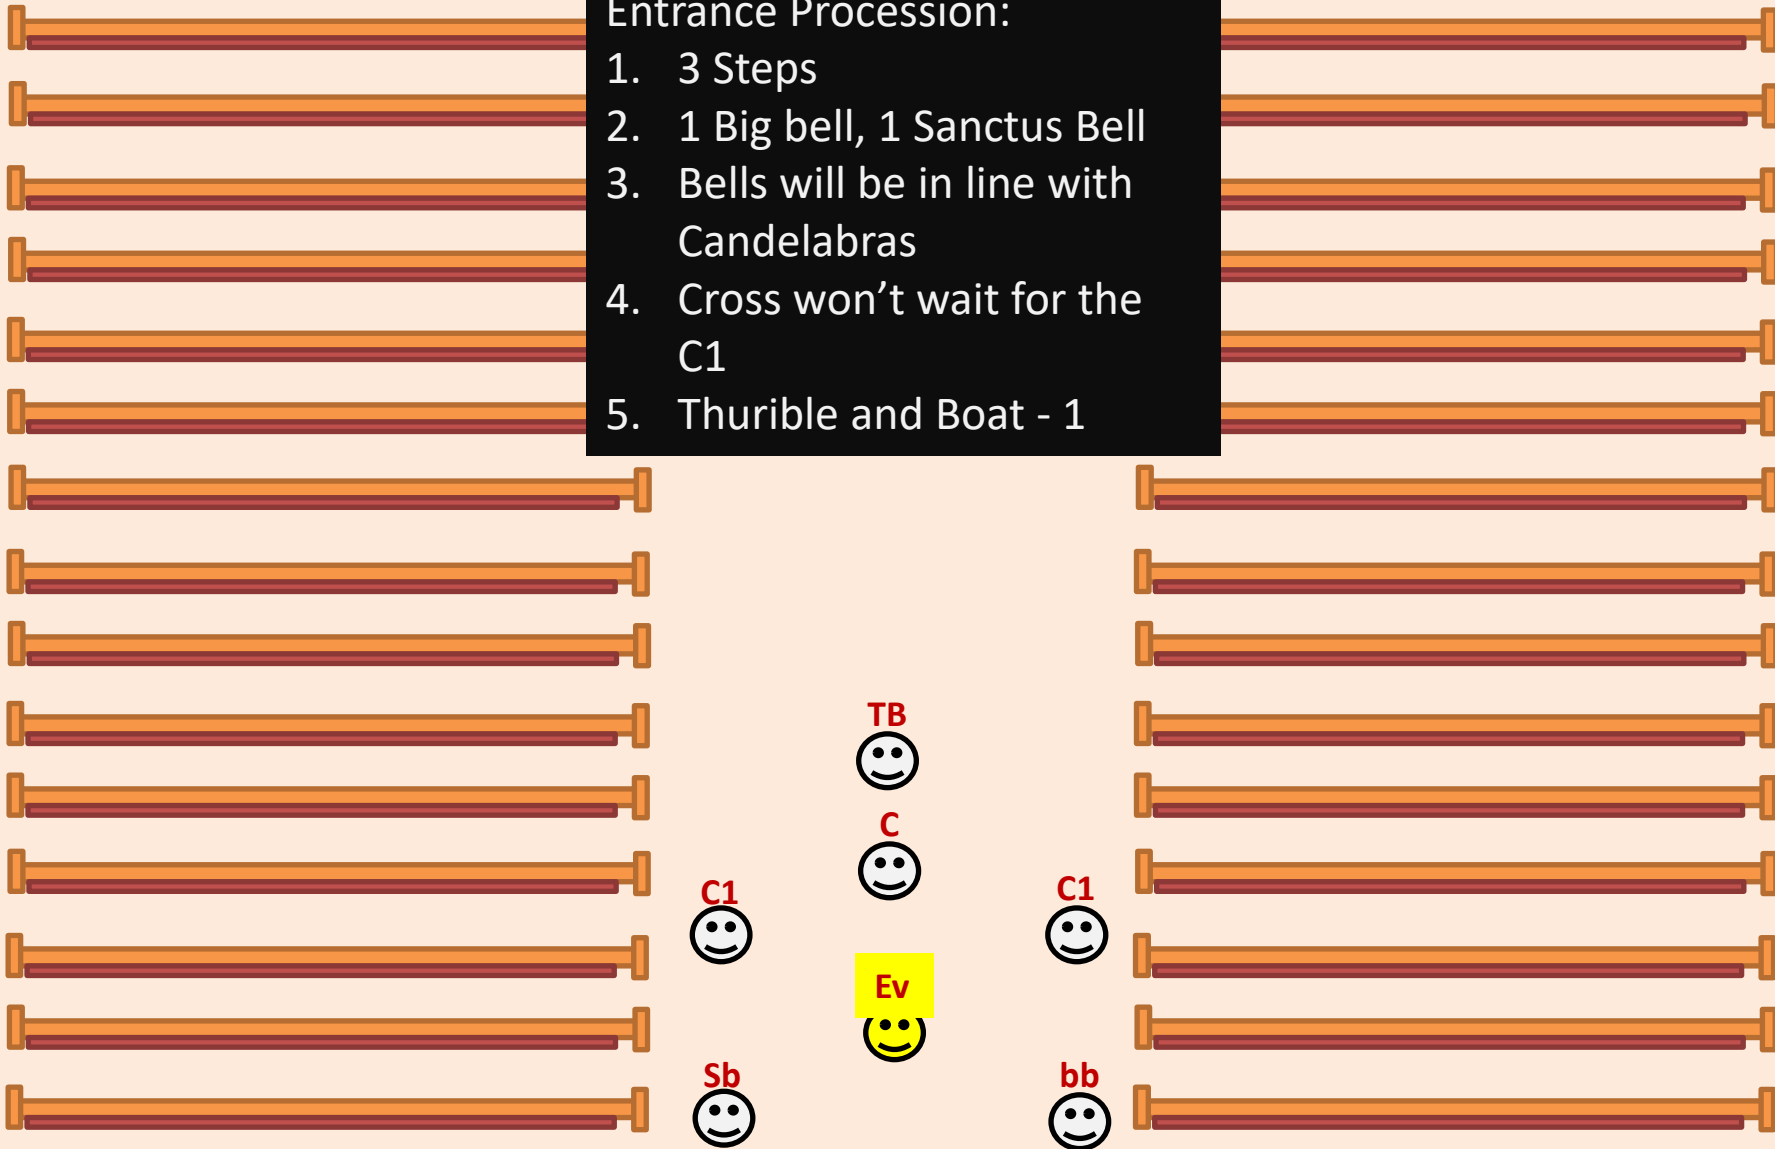 Entrance Procession:
1. 3 Steps
2. 1 Big bell, 1 Sanctus Bell
3. Bells will be in line with
Candelabras
4. Cross won’t wait for the
C1
5. Thurible and Boat - 1
TB
C
C1
C1
Ev
Sb
bb